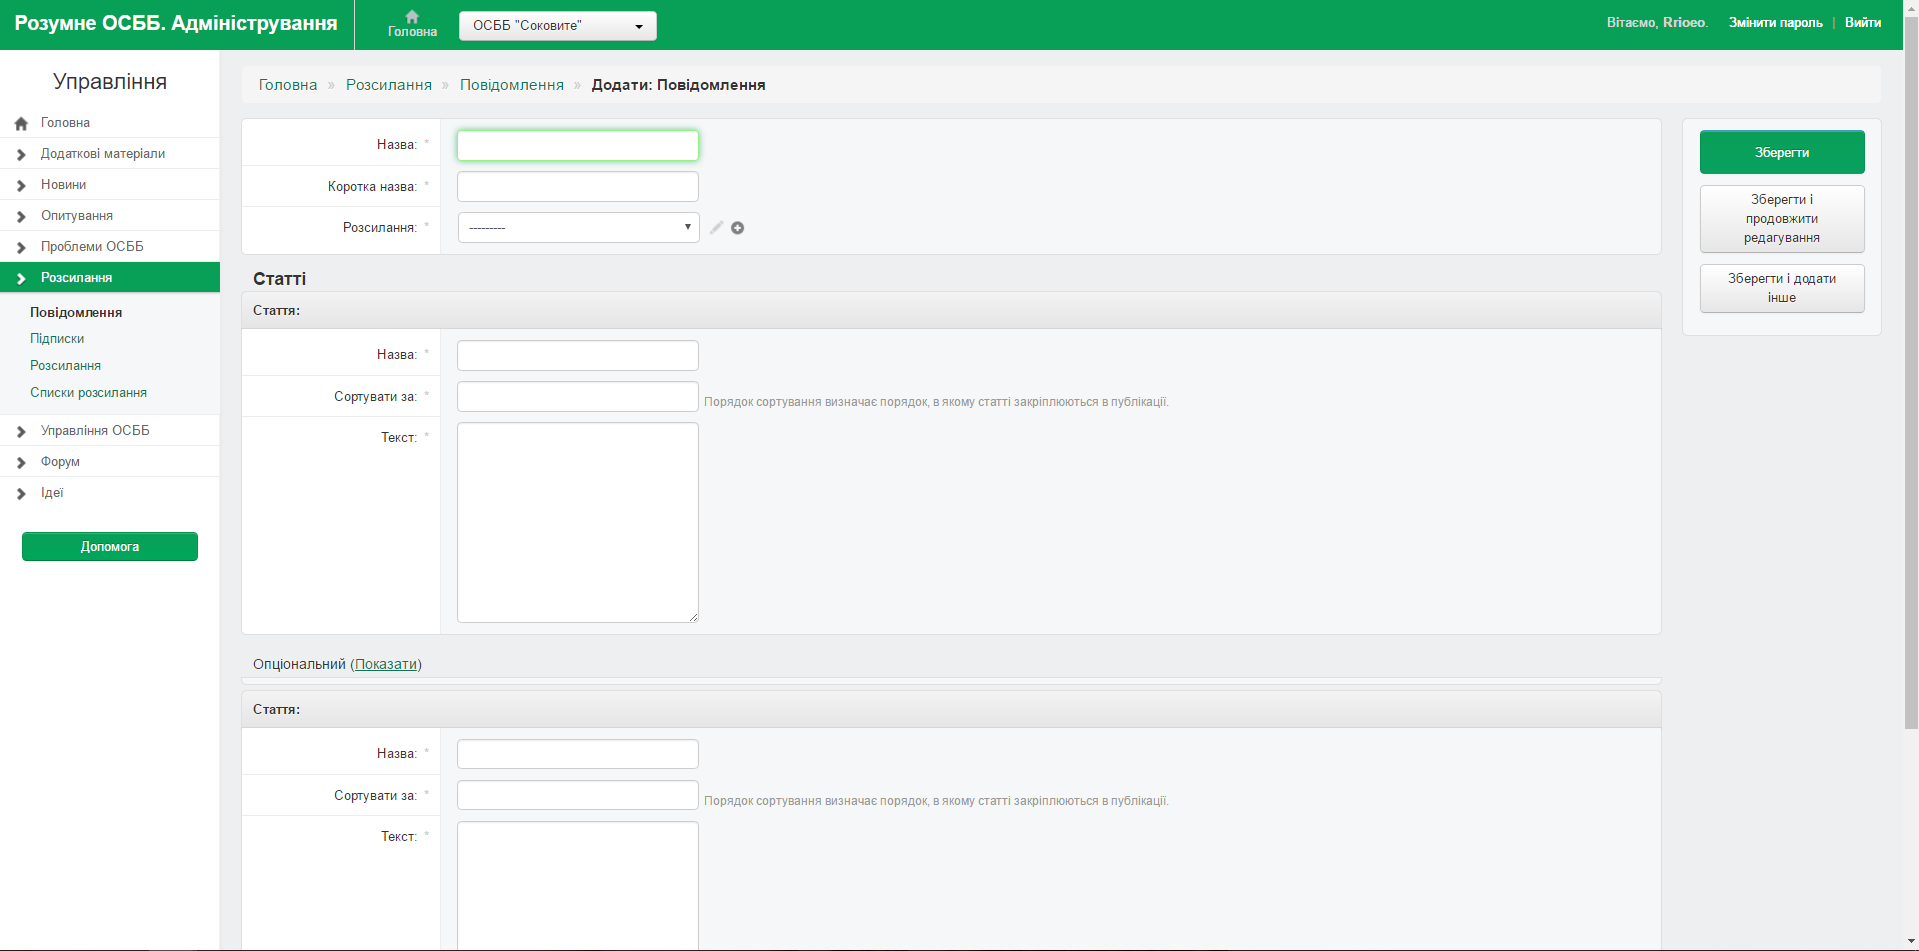 Розумне ОСББ. Адміністрування
Головна
ОСББ "Соковите"
Вітаємо, Rrioeo.
Змінити пароль | Вийти
Управління
Головна
Додаткові матеріали
Новини
Опитування
Проблеми ОСББ
Розсилання
Повідомлення
Підписки
Розсилання
Списки розсилання
Управління ОСББ
Форум
Ідеї
Допомога
Головна » Розсилання » Повідомлення » Додати: Повідомлення
Назва: *
Коротка назва: *
Розсилання: *
---------
Статті
Стаття:
Назва: *
Сортувати за: *
Порядок сортування визначає порядок, в якому статті закріплюються в публікації.
Текст: *
Опціональний (Показати)
Стаття:
Назва: *
Сортувати за: *
Порядок сортування визначає порядок, в якому статті закріплюються в публікації.
Текст: *
Зберегти
Зберегти і
продовжити
редагування
Зберегти і додати
інше